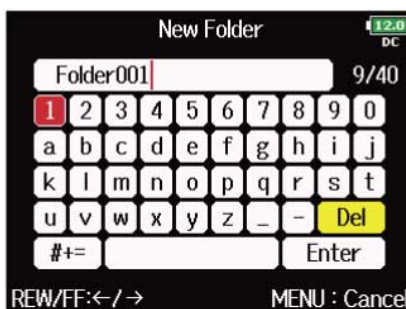 New Folder
12.0
DC
Folder001
9/40
1 2 3 4 5 6 7 8 9 0
a b c d e f g h i j
k l m n o p q r s t
u v w x y z _ - Del
#+= Enter
REW/FF:←/→ MENU : Cancel